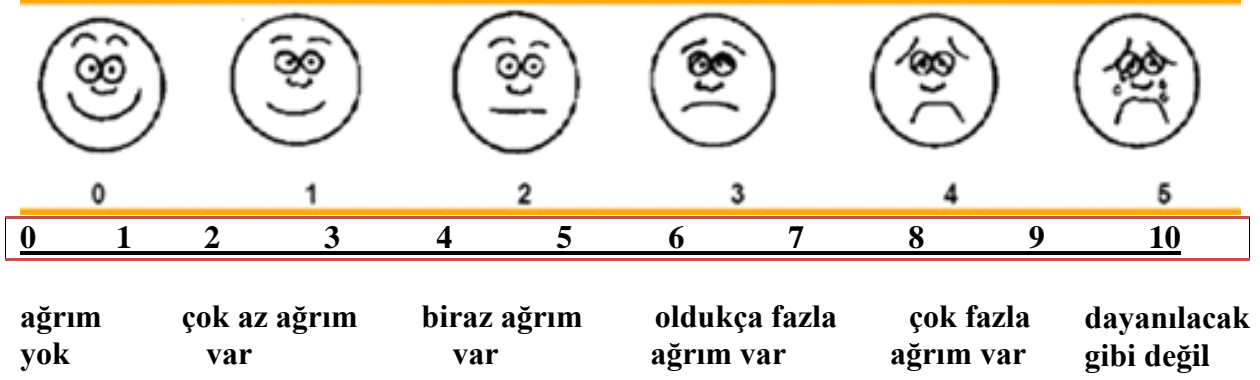 0 1 2 3 4 5
0 1 2 3 4 5 6 7 8 9 10
ağrım çok az ağrım biraz ağrım oldukça fazla çok fazla dayanılacak
yok var var ağrım var ağrım var gibi değil